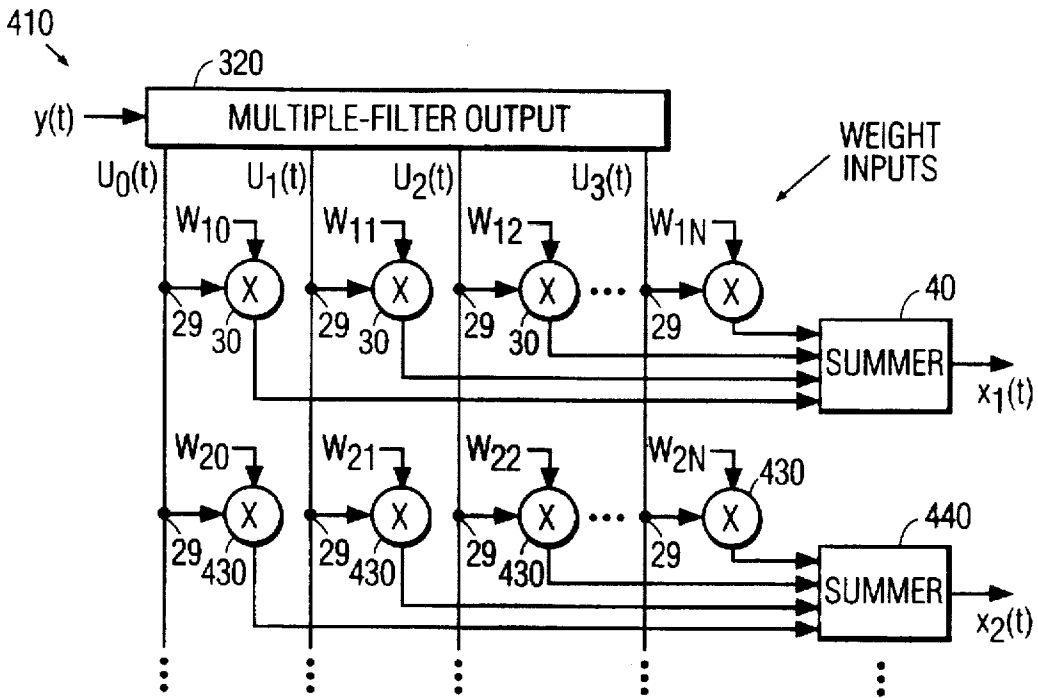 410
320
y(t)
MULTIPLE-FILTER OUTPUT
WEIGHT
INPUTS
U0(t) U1(t) U2(t) U3(t)
W10 W11 W12 W1N
X X X ••• X
29 30 29 30 29 30 29
40
SUMMER
x1(t)
W20 W21 W22 W2N
430
X X X ••• X
29 430 29 430 29 430 29
440
SUMMER
x2(t)